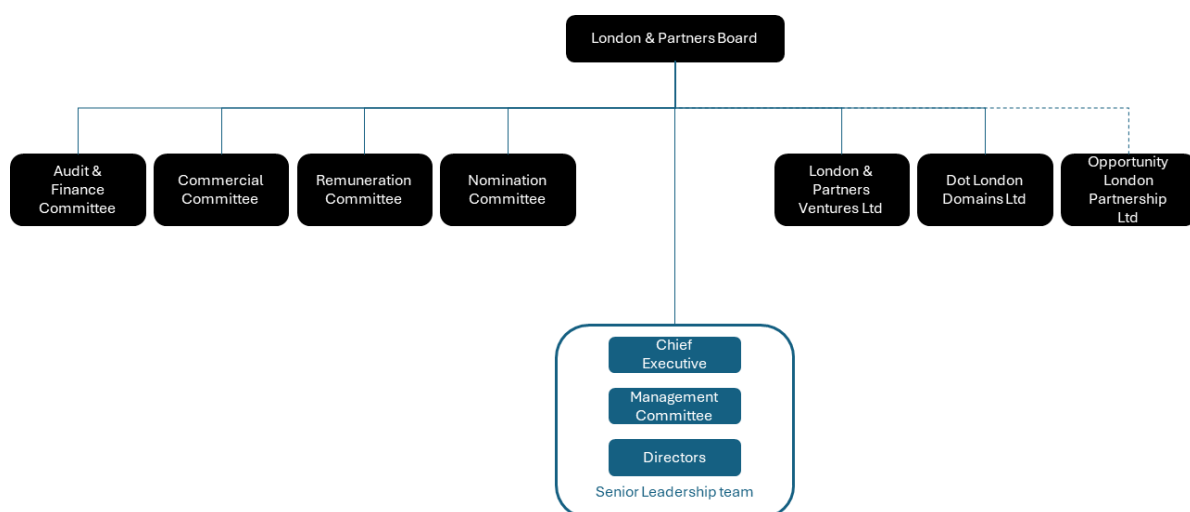 London & Partners Board
Audit &
Finance
Committee
Commercial
Committee
Remuneration
Committee
Nomination
Committee
London &
Partners
Ventures Ltd
Dot London
Domains Ltd
Opportunity
London
Partnership
Ltd
Chief
Executive
Management
Committee
Directors
Senior Leadership team